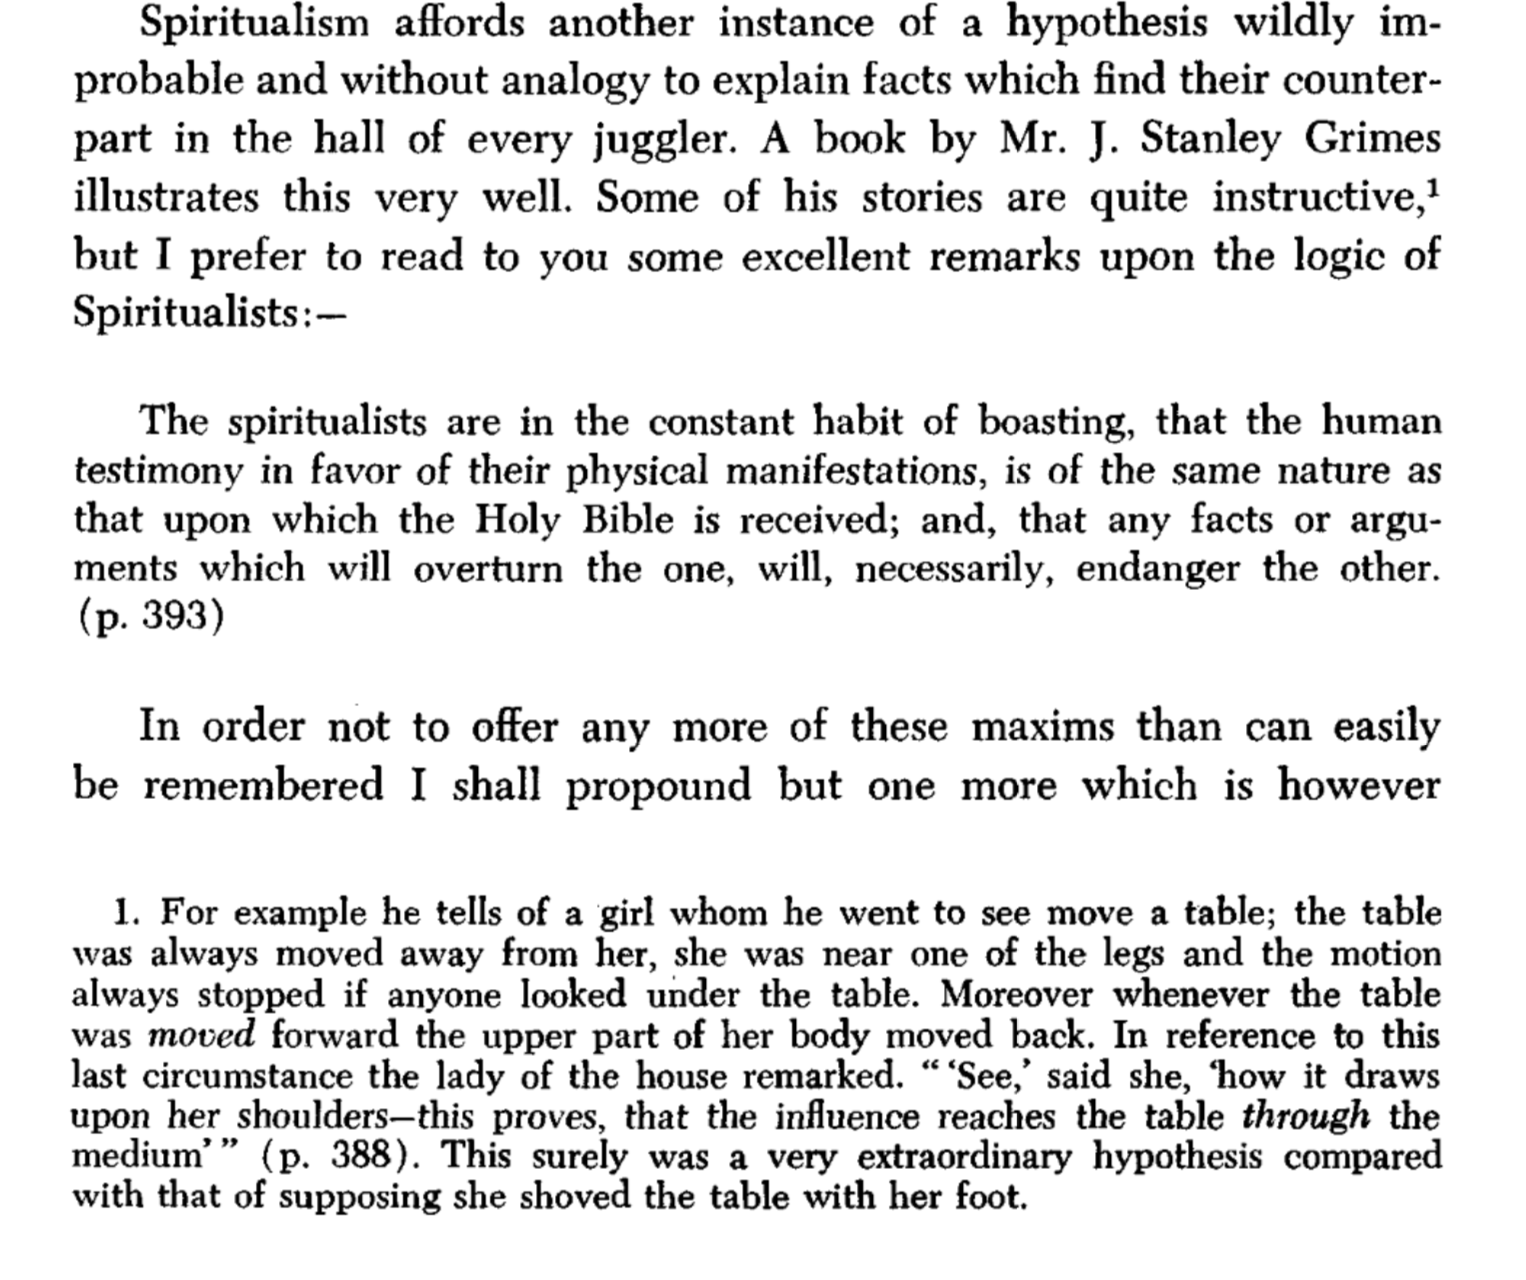 Spiritualism affords another instance of a hypothesis wildly im-
probable and without analogy to explain facts which find their counter-
part in the hall of every juggler. A book by Mr. J. Stanley Grimes
illustrates this very well. Some of his stories are quite instructive,¹
but I prefer to read to you some excellent remarks upon the logic of
Spiritualists:—
The spiritualists are in the constant habit of boasting, that the human
testimony in favor of their physical manifestations, is of the same nature as
that upon which the Holy Bible is received; and, that any facts or argu-
ments which will overturn the one, will, necessarily, endanger the other.
(p. 393)
In order not to offer any more of these maxims than can easily
be remembered I shall propound but one more which is however
1. For example he tells of a girl whom he went to see move a table; the table
was always moved away from her, she was near one of the legs and the motion
always stopped if anyone looked under the table. Moreover whenever the table
was moved forward the upper part of her body moved back. In reference to this
last circumstance the lady of the house remarked. “ ‘See,’ said she, ‘how it draws
upon her shoulders—this proves, that the influence reaches the table through the
medium’ ” (p. 388). This surely was a very extraordinary hypothesis compared
with that of supposing she shoved the table with her foot.